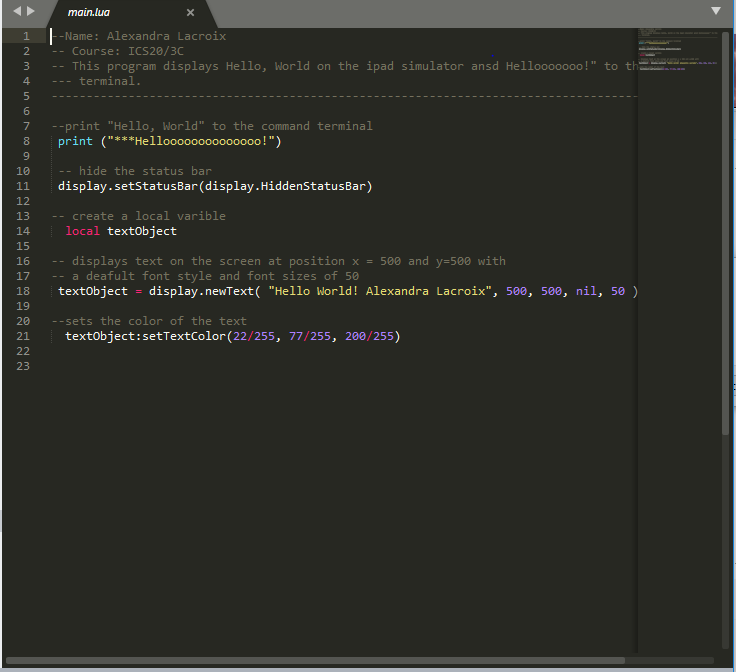 main.lua
1 --Name: Alexandra Lacroix
2 -- Course: ICS20/3C
3 -- This program displays Hello, World on the ipad simulator ansd Hellooooooo!" to th
4 --- terminal.
5 -----------------------------------------------------------------------------------
6
7 --print "Hello, World" to the command terminal
8 print ("***Helloooooooooooooo!")
9
10 -- hide the status bar
11 display.setStatusBar(display.HiddenStatusBar)
12
13 -- create a local varible
14 local textObject
15
16 -- displays text on the screen at position x = 500 and y=500 with
17 -- a deafult font style and font sizes of 50
18 textObject = display.newText( "Hello World! Alexandra Lacroix", 500, 500, nil, 50 )
19
20 --sets the color of the text
21 textObject:setTextColor(22/255, 77/255, 200/255)
22
23